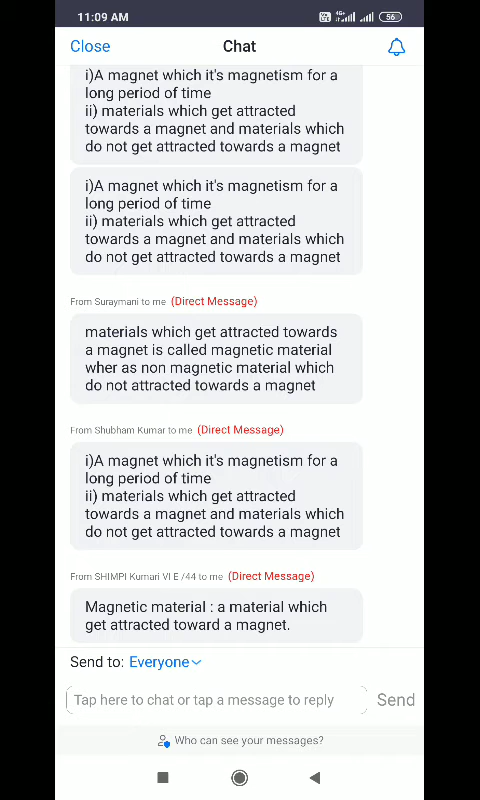 11:09 AM
4G+
56
Close
Chat
i)A magnet which it's magnetism for a
long period of time
ii) materials which get attracted
towards a magnet and materials which
do not get attracted towards a magnet
i)A magnet which it's magnetism for a
long period of time
ii) materials which get attracted
towards a magnet and materials which
do not get attracted towards a magnet
From Suraymani to me (Direct Message)
materials which get attracted towards
a magnet is called magnetic material
wher as non magnetic material which
do not attracted towards a magnet
From Shubham Kumar to me (Direct Message)
i)A magnet which it's magnetism for a
long period of time
ii) materials which get attracted
towards a magnet and materials which
do not get attracted towards a magnet
From SHIMPI Kumari VI E /44 to me (Direct Message)
Magnetic material : a material which
get attracted toward a magnet.
Send to: Everyone
Tap here to chat or tap a message to reply
Send
Who can see your messages?